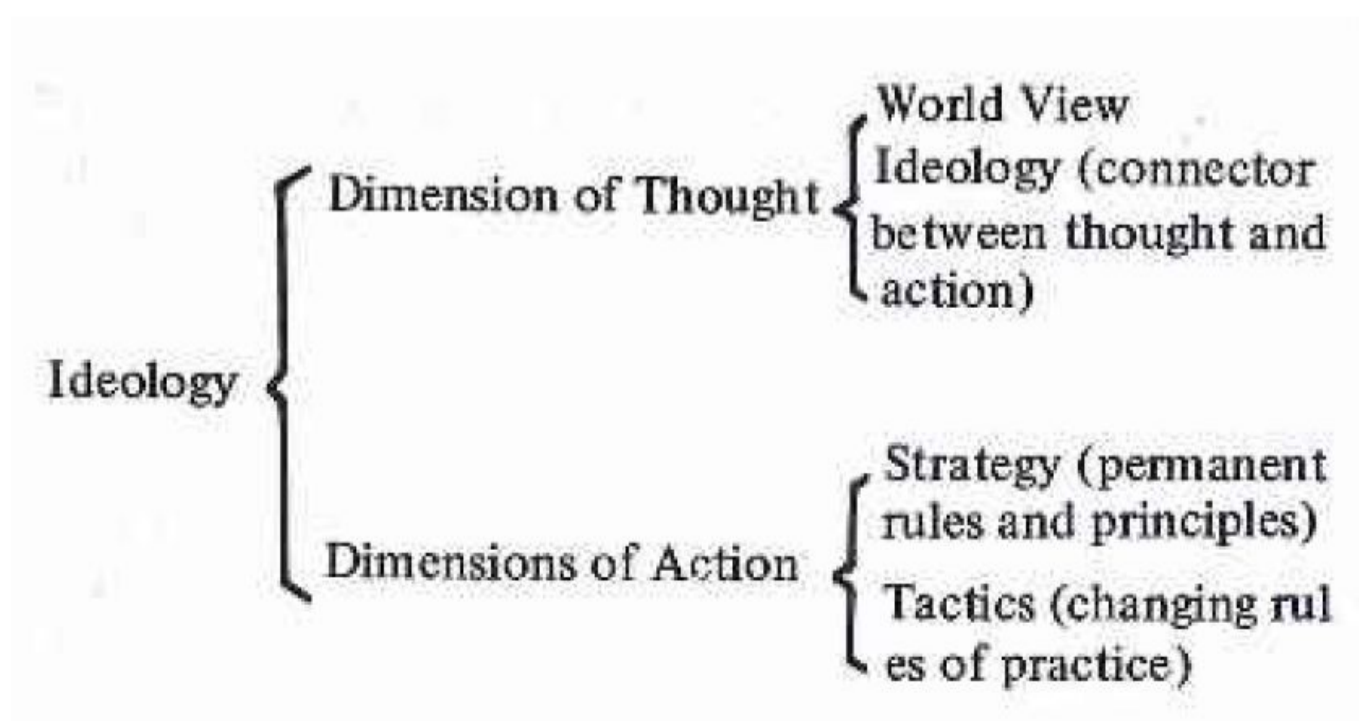 World View
Ideology (connector
Dimension of Thought
between thought and
action)
Ideology
Strategy (permanent
rules and principles)
Dimensions of Action
Tactics (changing rul
es of practice)